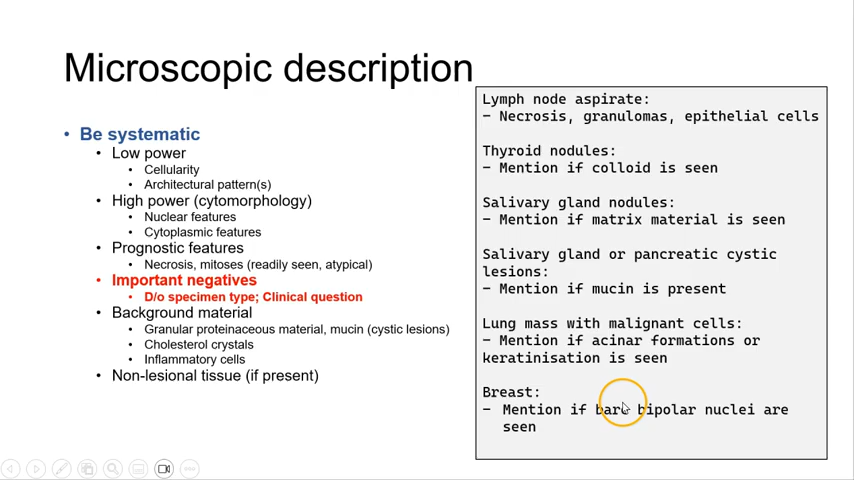 Microscopic description
• Be systematic
• Low power
• Cellularity
• Architectural pattern(s)
• High power (cytomorphology)
• Nuclear features
• Cytoplasmic features
• Prognostic features
• Necrosis, mitoses (readily seen, atypical)
• Important negatives
• D/o specimen type; Clinical question
• Background material
• Granular proteinaceous material, mucin (cystic lesions)
• Cholesterol crystals
• Inflammatory cells
• Non-lesional tissue (if present)
Lymph node aspirate:
– Necrosis, granulomas, epithelial cells
Thyroid nodules:
– Mention if colloid is seen
Salivary gland nodules:
– Mention if matrix material is seen
Salivary gland or pancreatic cystic
lesions:
– Mention if mucin is present
Lung mass with malignant cells:
– Mention if acinar formations or
keratinisation is seen
Breast:
– Mention if bare bipolar nuclei are
seen